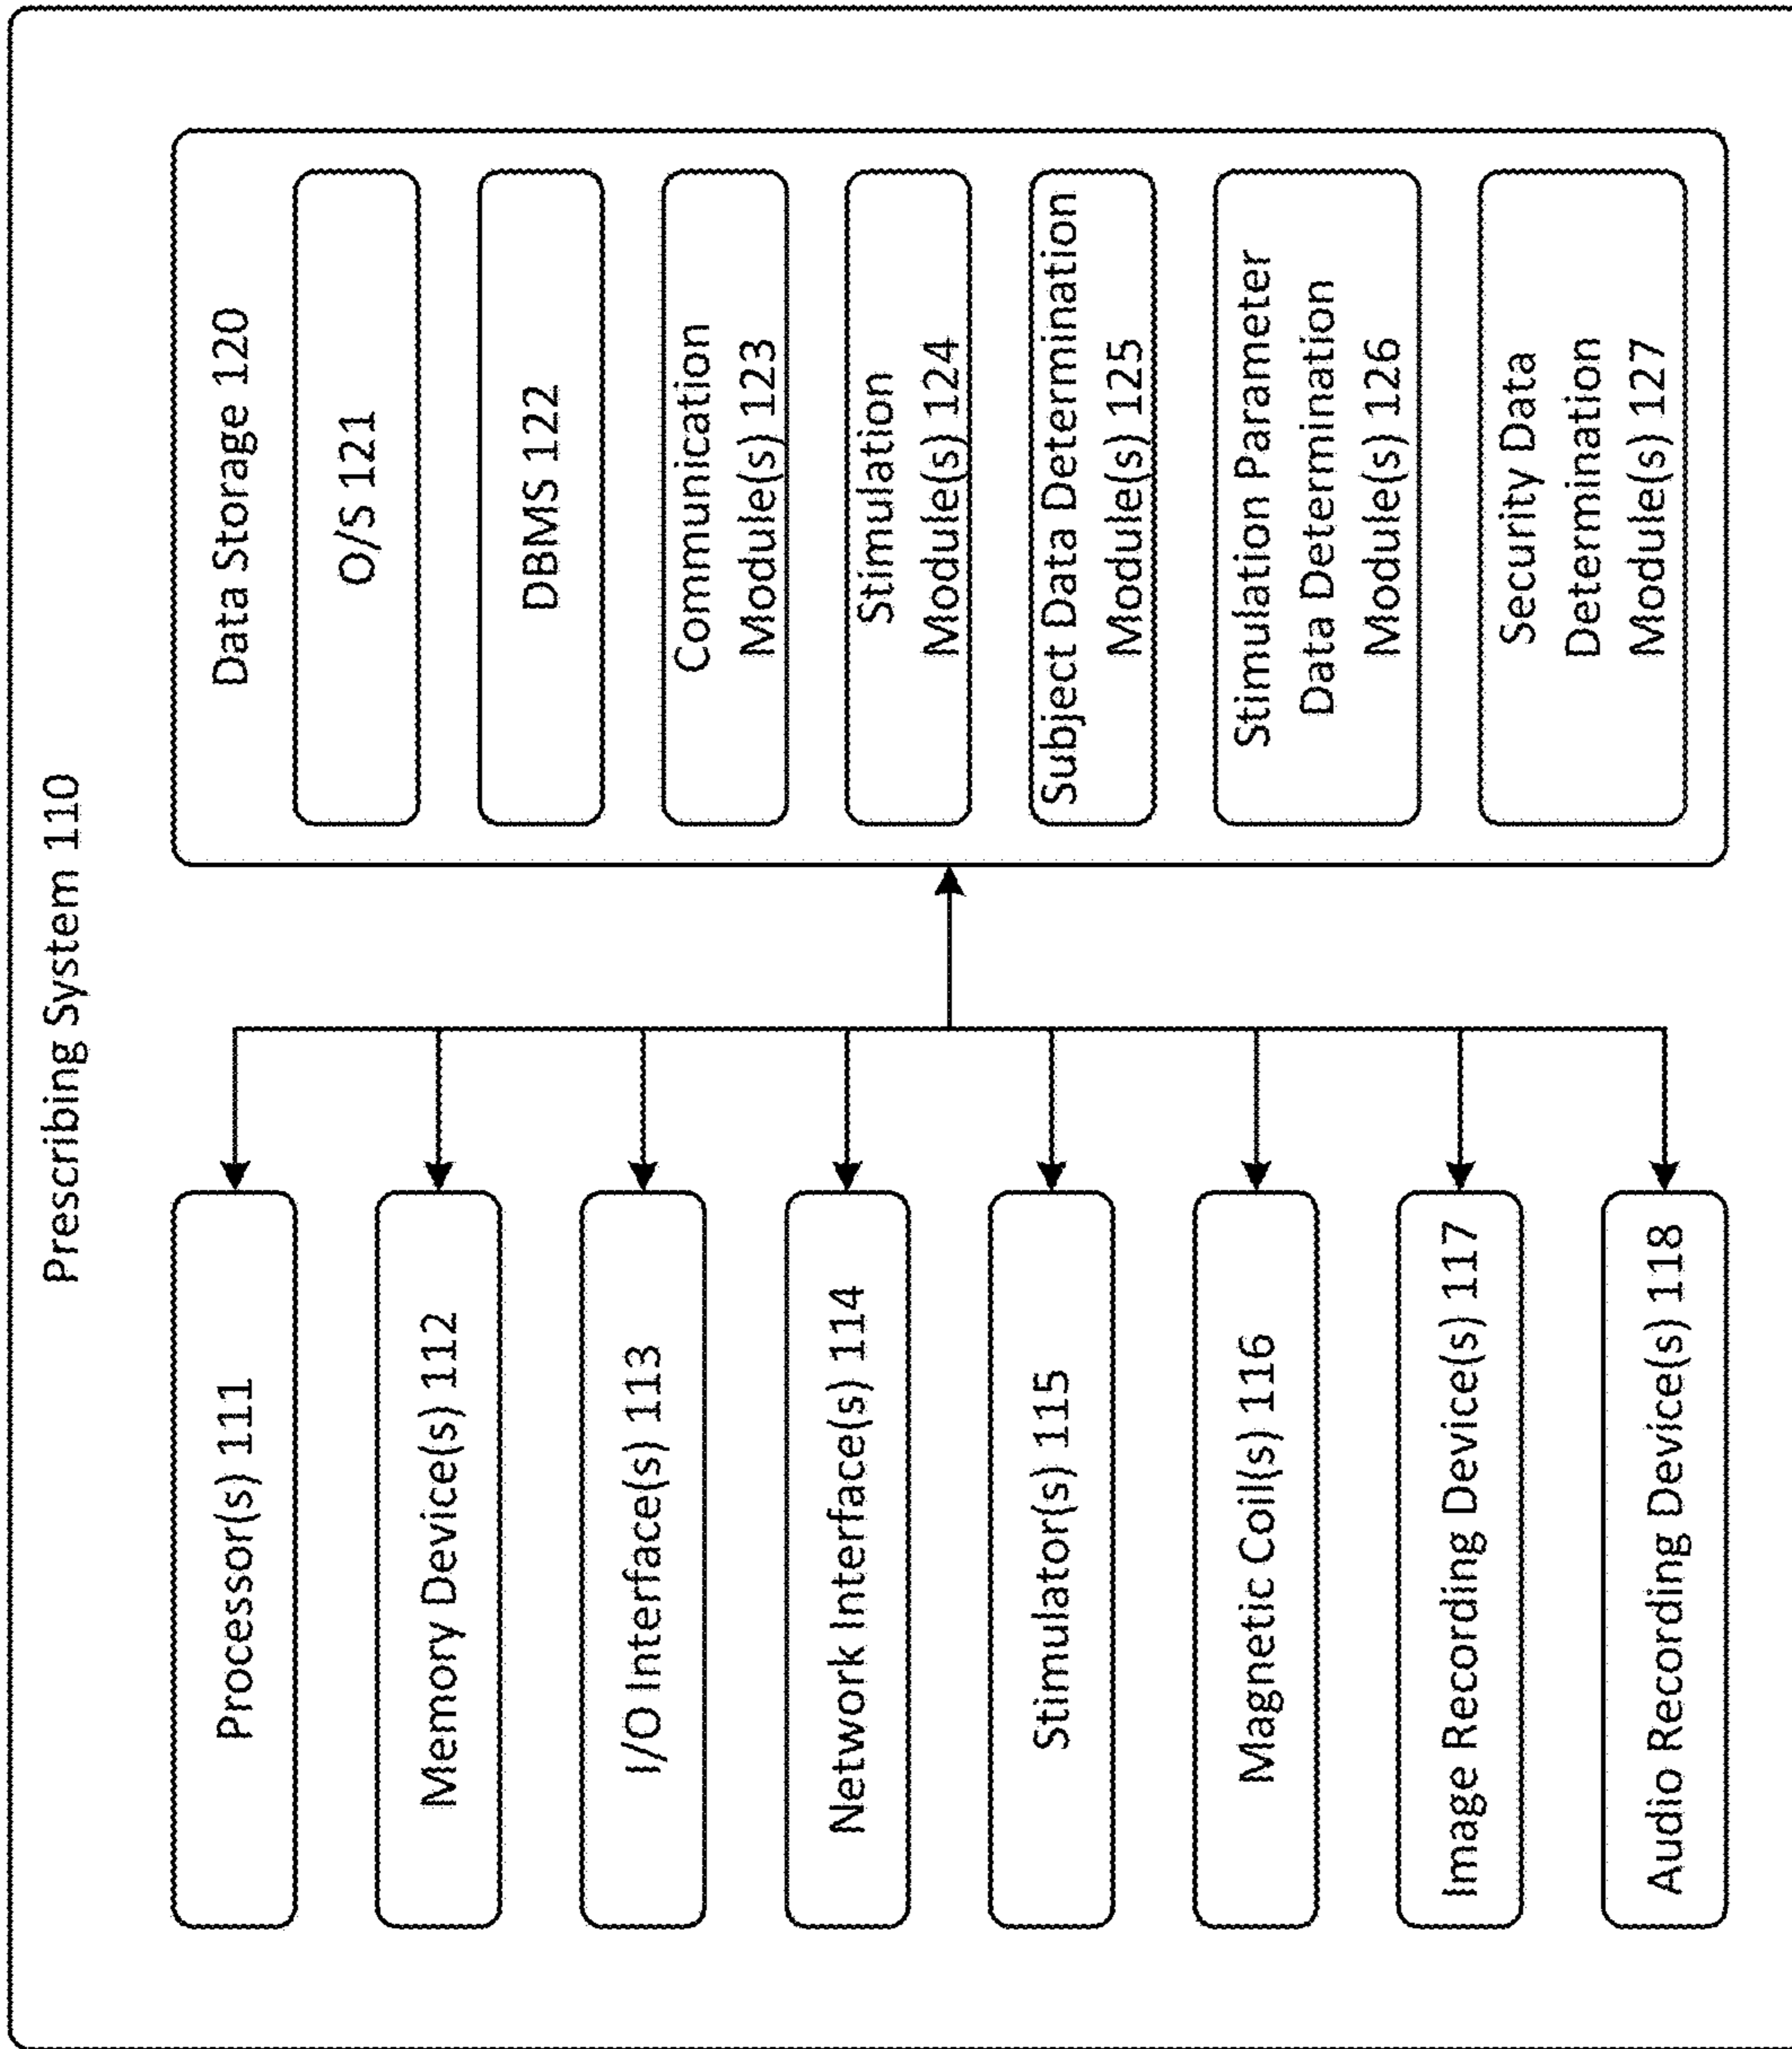 Prescribing System 110
Processor(s) 111
Memory Device(s) 112
I/O Interface(s) 113
Network Interface(s) 114
Stimulator(s) 115
Magnetic Coil(s) 116
Image Recording Device(s) 117
Audio Recording Device(s) 118
Data Storage 120
O/S 121
DBMS 122
Communication
Module(s) 123
Stimulation
Module(s) 124
Subject Data Determination
Module(s) 125
Stimulation Parameter
Data Determination
Module(s) 126
Security Data
Determination
Module(s) 127